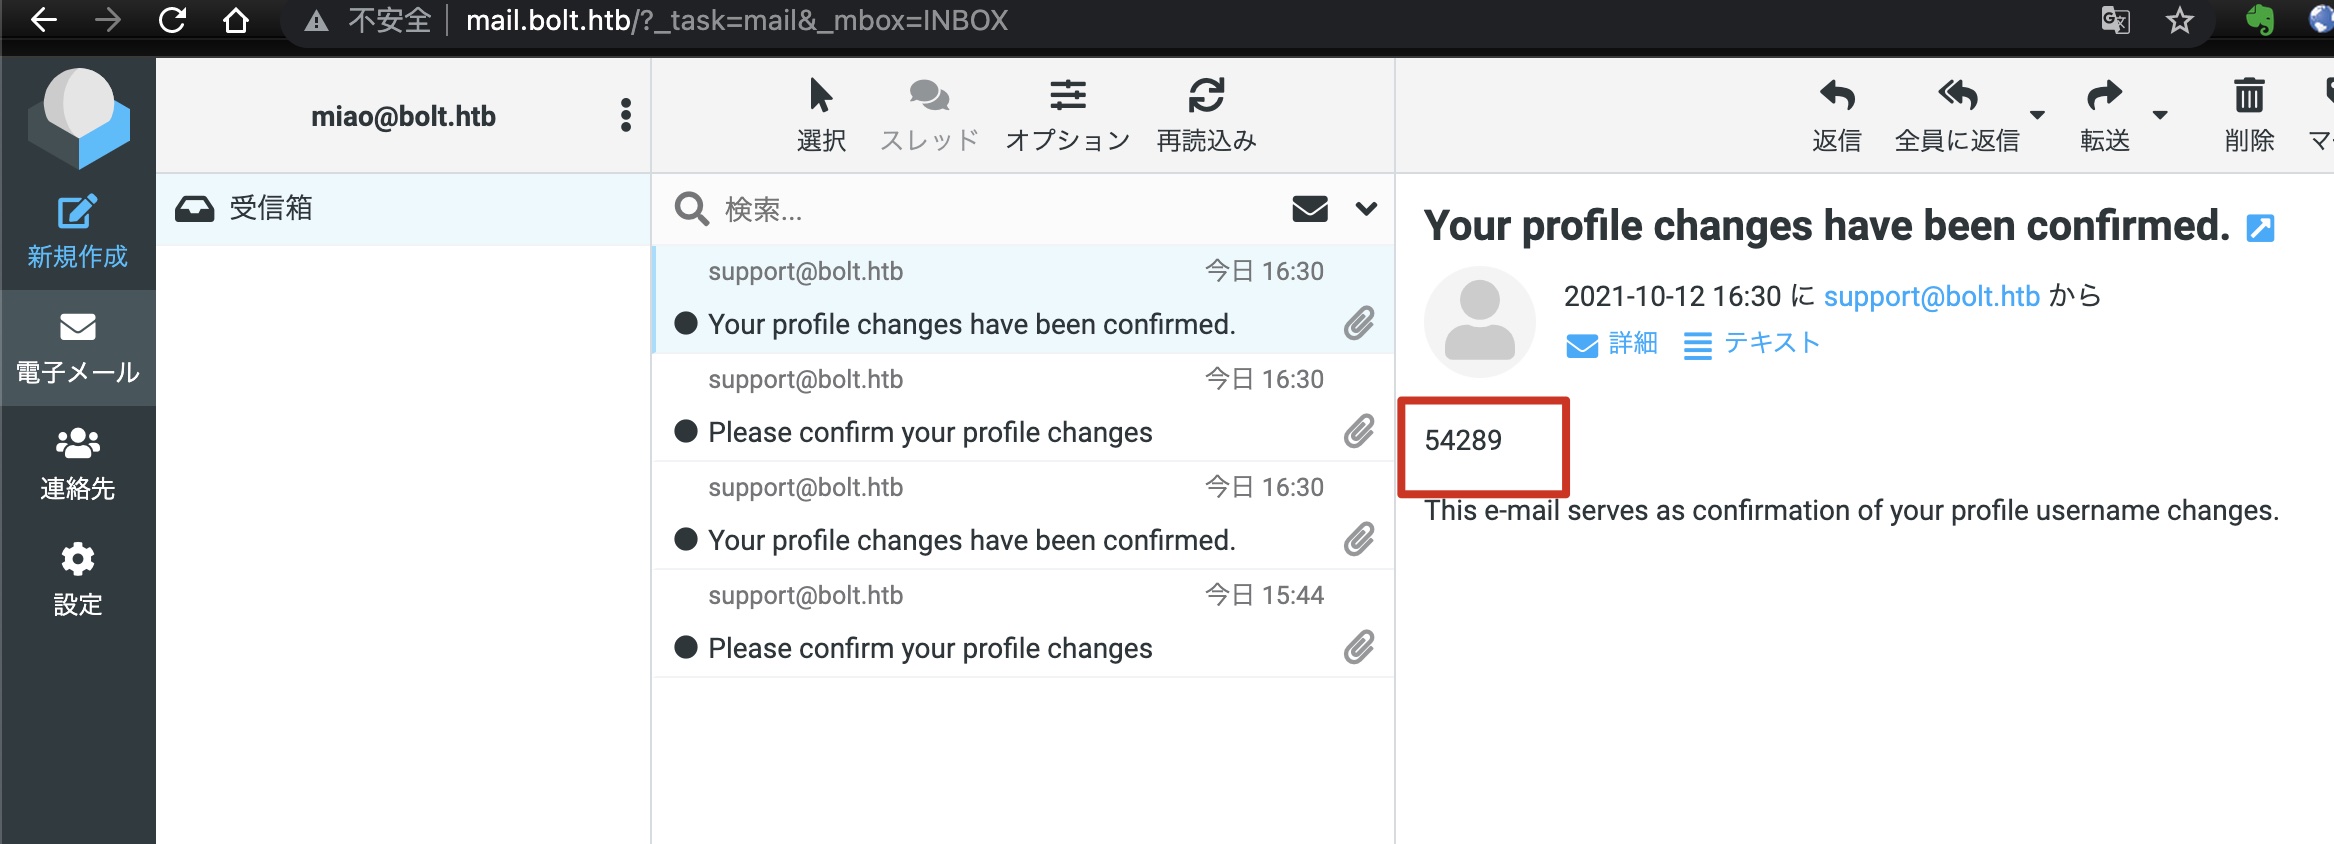 不安全 mail.bolt.htb/?_task=mail&_mbox=INBOX
新規作成
電子メール
連絡先
設定
miao@bolt.htb
受信箱
選択 スレッド オプション 再読込み
検索...
support@bolt.htb 今日 16:30
Your profile changes have been confirmed.
support@bolt.htb 今日 16:30
Please confirm your profile changes
support@bolt.htb 今日 16:30
Your profile changes have been confirmed.
support@bolt.htb 今日 15:44
Please confirm your profile changes
返信 全員に返信 転送 削除
Your profile changes have been confirmed.
2021-10-12 16:30 に support@bolt.htb から
詳細 テキスト
54289
This e-mail serves as confirmation of your profile username changes.